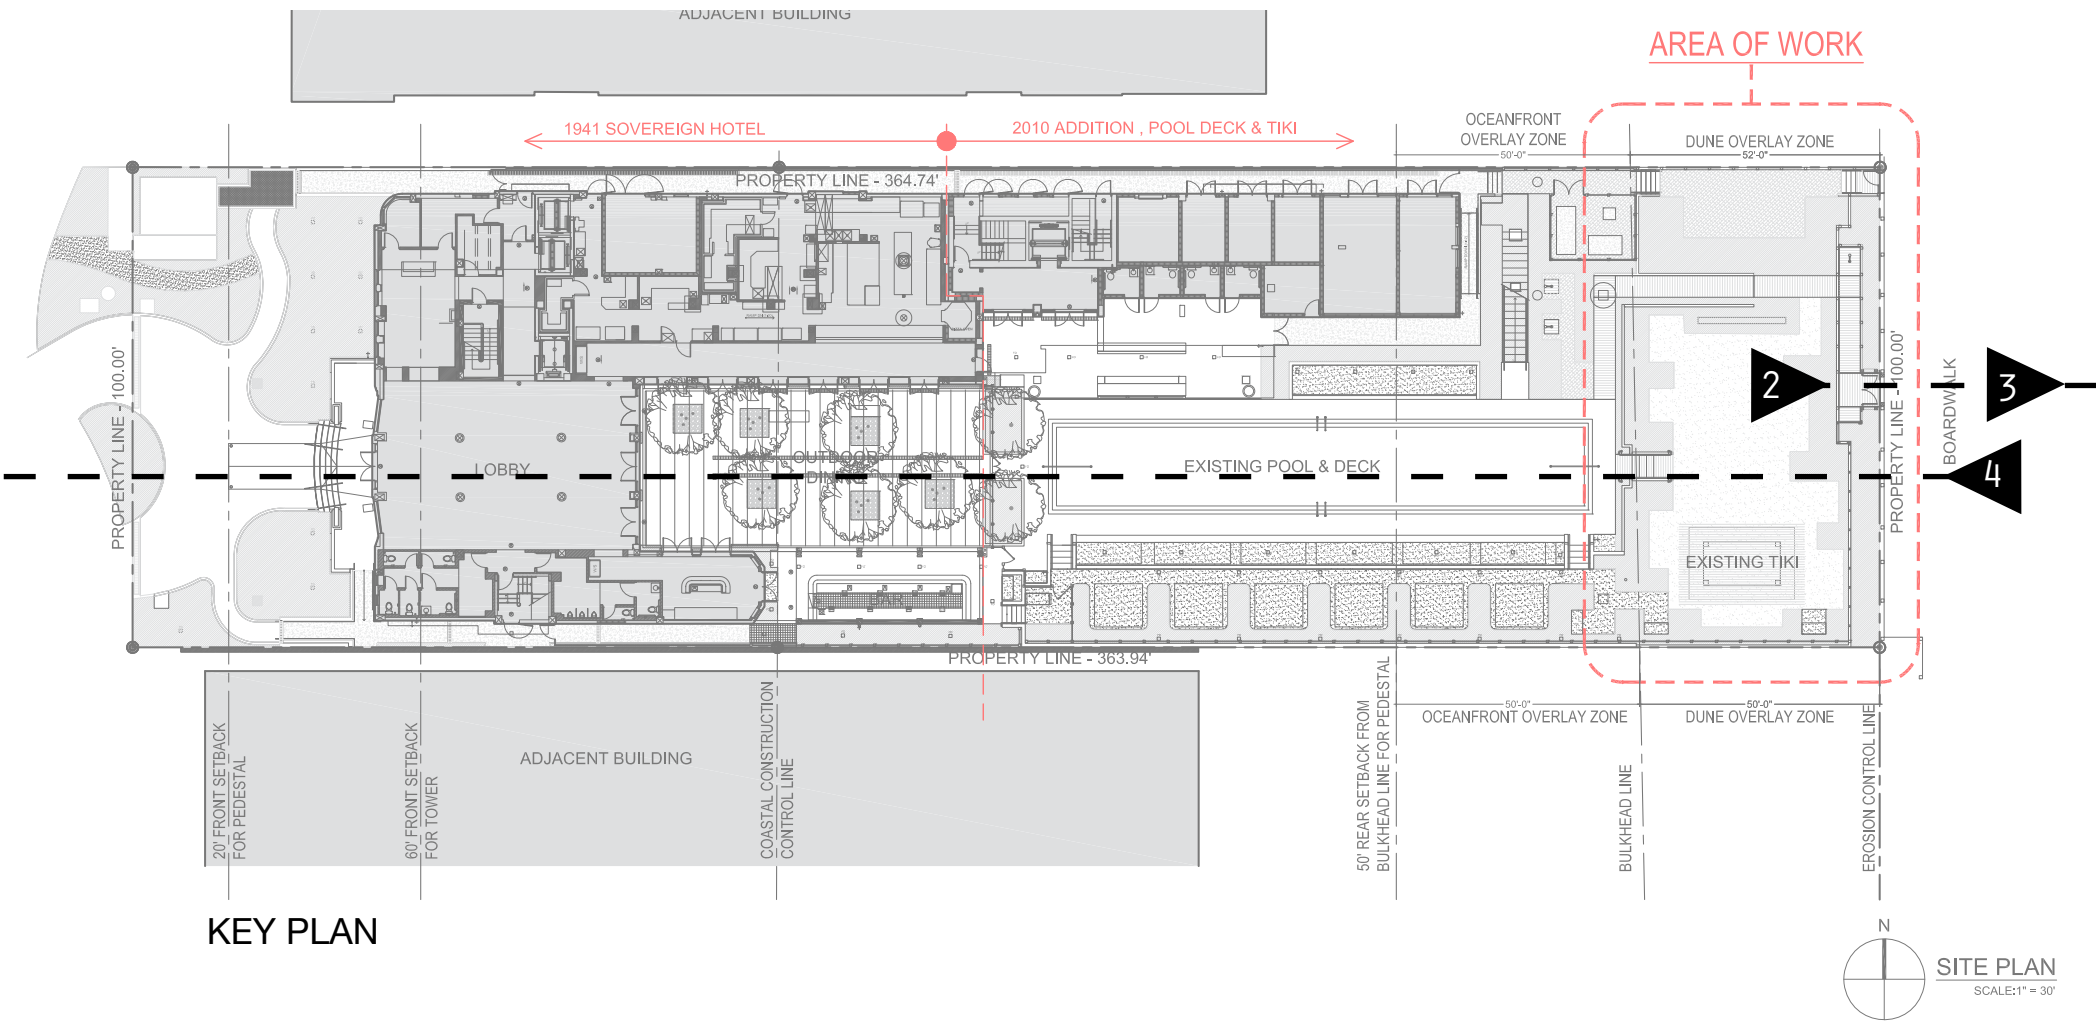 ADJACENT BUILDING
AREA OF WORK
1941 SOVEREIGN HOTEL
2010 ADDITION , POOL DECK & TIKI
OCEANFRONT
OVERLAY ZONE
50'-0"
DUNE OVERLAY ZONE
52'-0"
PROPERTY LINE - 364.74'
PROPERTY LINE - 100.00'
LOBBY
OUTDOOR
DINING
EXISTING POOL & DECK
2
3
4
PROPERTY LINE - 100.00'
BOARDWALK
EXISTING TIKI
BAR
PROPERTY LINE - 363.94'
50'-0"
OCEANFRONT OVERLAY ZONE
50'-0"
DUNE OVERLAY ZONE
ADJACENT BUILDING
20' FRONT SETBACK
FOR PEDESTAL
60' FRONT SETBACK
FOR TOWER
COASTAL CONSTRUCTION
CONTROL LINE
50' REAR SETBACK FROM
BULKHEAD LINE FOR PEDESTAL
BULKHEAD LINE
EROSION CONTROL LINE
KEY PLAN
N
SITE PLAN
SCALE:1" = 30'